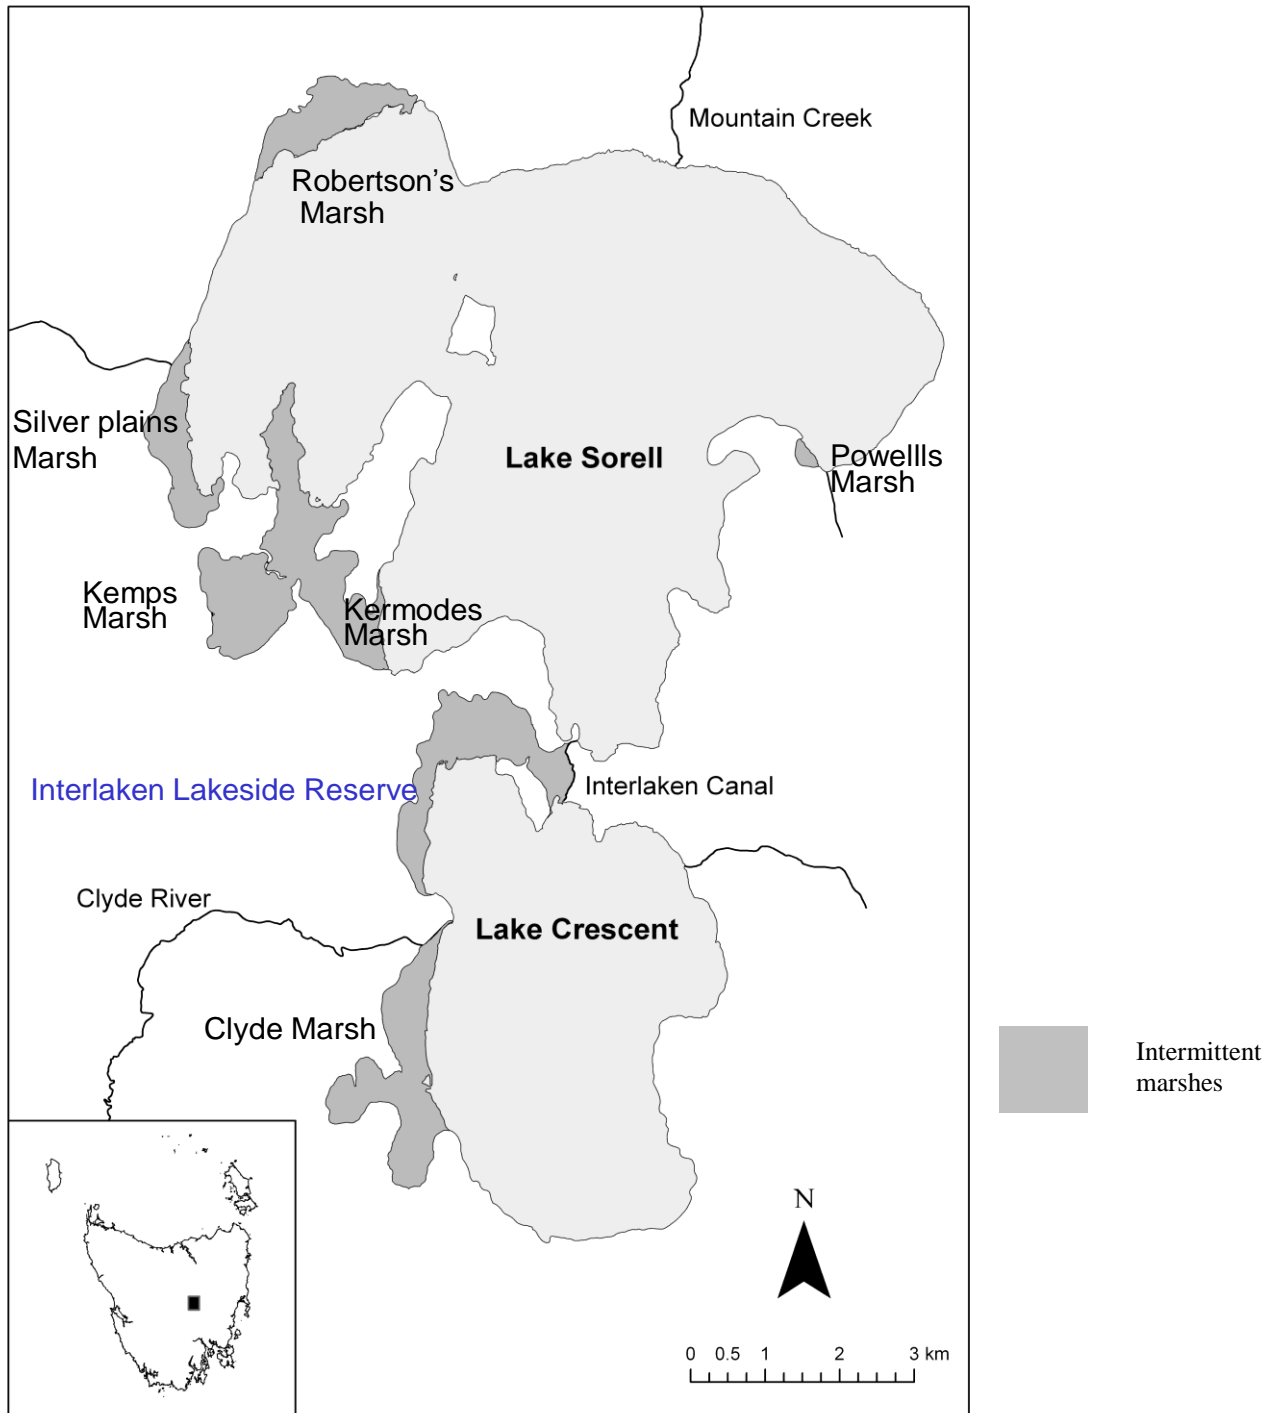 Mountain Creek
Robertson's
Marsh
Silver plains
Marsh
Lake Sorell
Powellls
Marsh
Kemps
Marsh
Kermodes
Marsh
Interlaken Lakeside Reserve
Interlaken Canal
Clyde River
Lake Crescent
Clyde Marsh
Intermittent
marshes
N
0 0.5 1 2 3 km